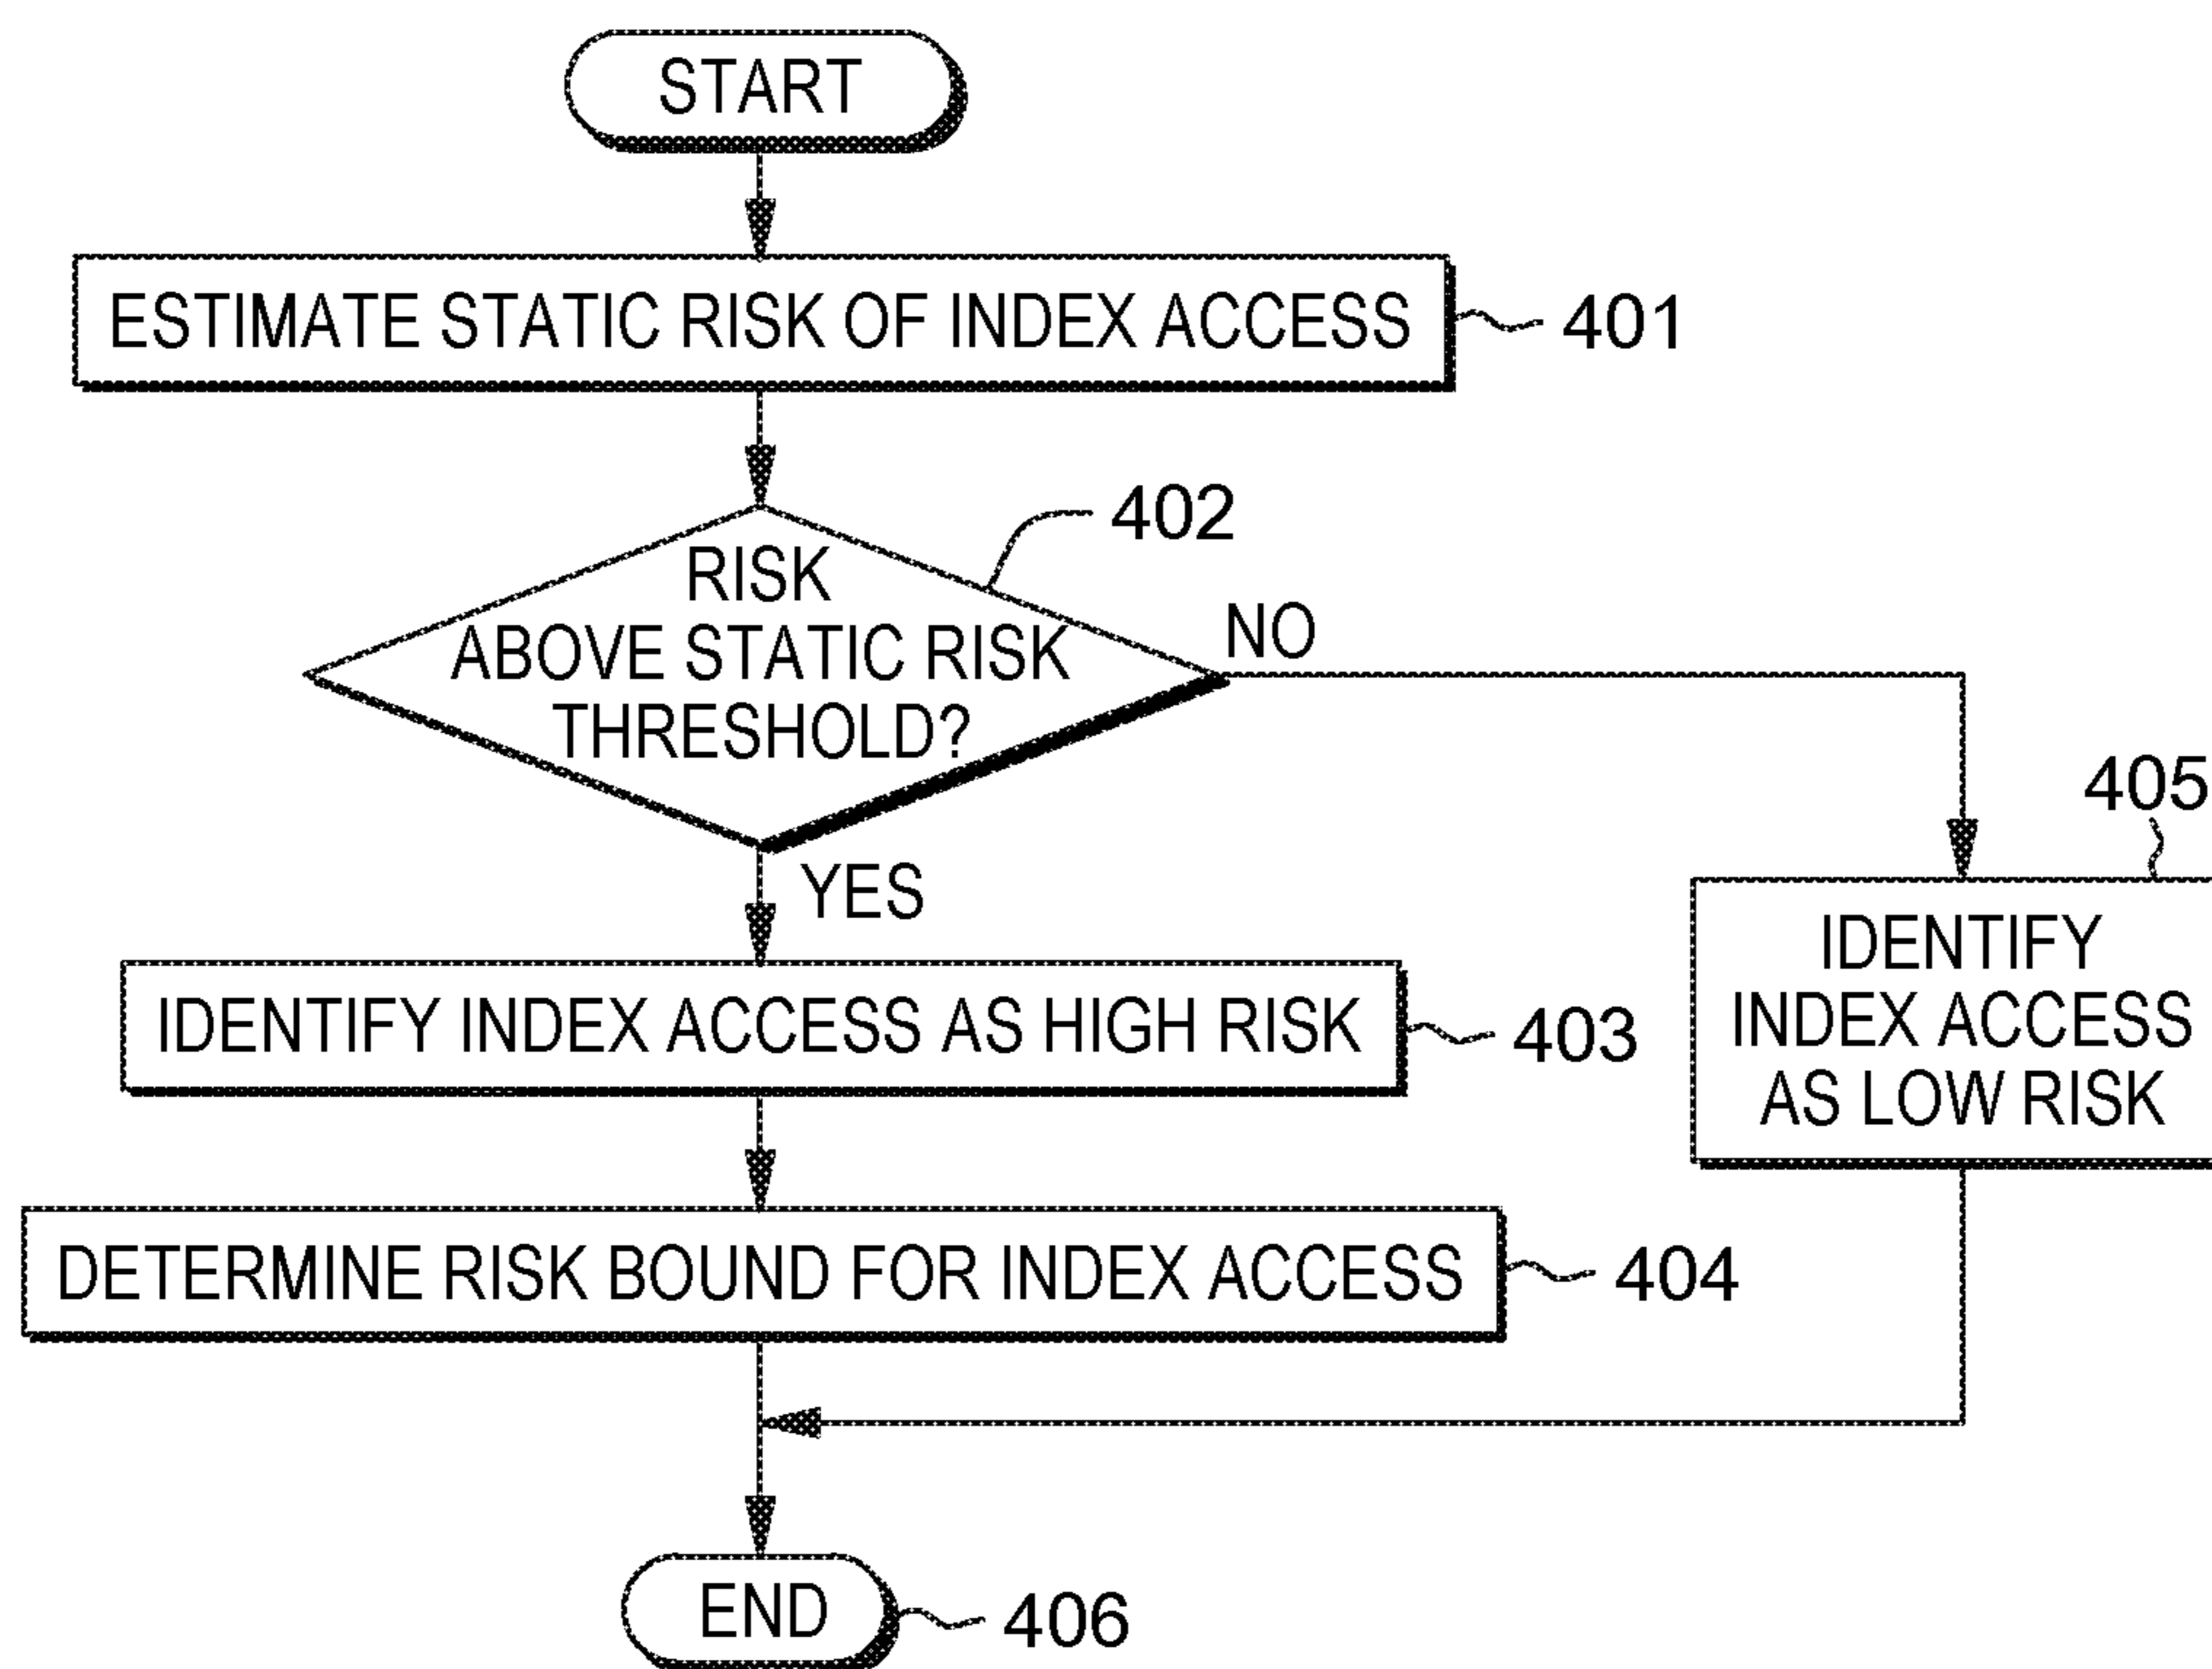 START
ESTIMATE STATIC RISK OF INDEX ACCESS
401
402
RISK
ABOVE STATIC RISK
THRESHOLD?
NO
YES
405
IDENTIFY
INDEX ACCESS
AS LOW RISK
IDENTIFY INDEX ACCESS AS HIGH RISK
403
DETERMINE RISK BOUND FOR INDEX ACCESS
404
END
406